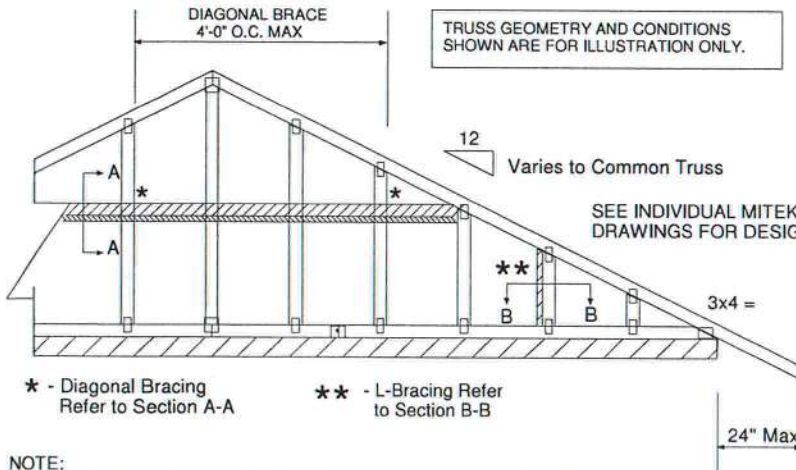 DIAGONAL BRACE
4'-0" O.C. MAX
TRUSS GEOMETRY AND CONDITIONS
SHOWN ARE FOR ILLUSTRATION ONLY.
12
Varies to Common Truss
A
*
*
A
SEE INDIVIDUAL MITEK
DRAWINGS FOR DESIG
**
B
B
3x4 =
* - Diagonal Bracing
Refer to Section A-A
** - L-Bracing Refer
to Section B-B
24" Max
NOTE: